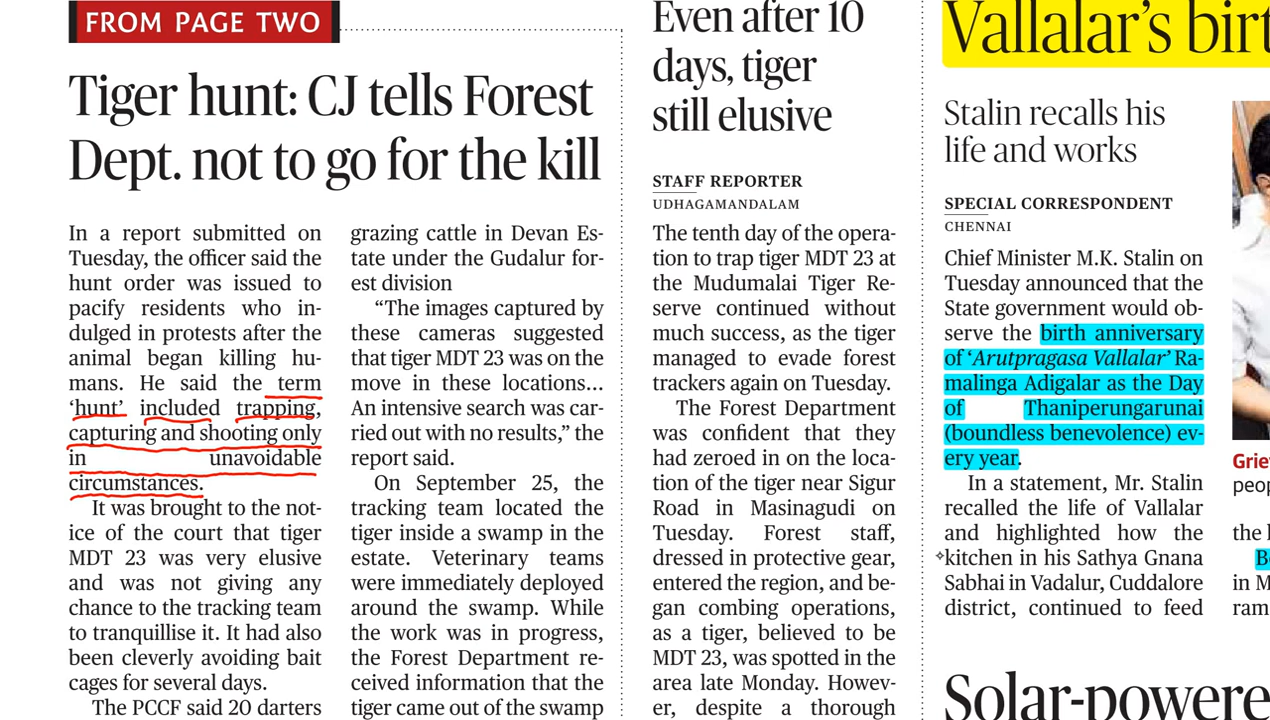 FROM PAGE TWO
Tiger hunt: CJ tells Forest
Dept. not to go for the kill
In a report submitted on
Tuesday, the officer said the
hunt order was issued to
pacify residents who in-
dulged in protests after the
animal began killing hu-
mans. He said the term
‘hunt’ included trapping,
capturing and shooting only
in unavoidable
circumstances.
It was brought to the not-
ice of the court that tiger
MDT 23 was very elusive
and was not giving any
chance to the tracking team
to tranquillise it. It had also
been cleverly avoiding bait
cages for several days.
The PCCF said 20 darters
grazing cattle in Devan Es-
tate under the Gudalur for-
est division
“The images captured by
these cameras suggested
that tiger MDT 23 was on the
move in these locations...
An intensive search was car-
ried out with no results,” the
report said.
On September 25, the
tracking team located the
tiger inside a swamp in the
estate. Veterinary teams
were immediately deployed
around the swamp. While
the work was in progress,
the Forest Department re-
ceived information that the
tiger came out of the swamp
Even after 10
days, tiger
still elusive
STAFF REPORTER
UDHAGAMANDALAM
The tenth day of the opera-
tion to trap tiger MDT 23 at
the Mudumalai Tiger Re-
serve continued without
much success, as the tiger
managed to evade forest
trackers again on Tuesday.
The Forest Department
was confident that they
had zeroed in on the loca-
tion of the tiger near Sigur
Road in Masinagudi on
Tuesday. Forest staff,
dressed in protective gear,
entered the region, and be-
gan combing operations,
as a tiger, believed to be
MDT 23, was spotted in the
area late Monday. Howev-
er, despite a thorough
Vallalar’s birt
Stalin recalls his
life and works
SPECIAL CORRESPONDENT
CHENNAI
Chief Minister M.K. Stalin on
Tuesday announced that the
State government would ob-
serve the birth anniversary
of ‘Arutpragasa Vallalar’ Ra-
malinga Adigalar as the Day
of Thaniperungarunai
(boundless benevolence) ev-
ery year.
In a statement, Mr. Stalin
recalled the life of Vallalar
and highlighted how the
kitchen in his Sathya Gnana
Sabhai in Vadalur, Cuddalore
district, continued to feed
Griev
peop
the l
B
in M
ram
Solar-powere